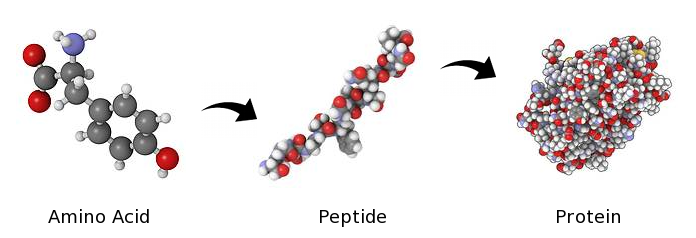 Amino Acid
Peptide
Protein